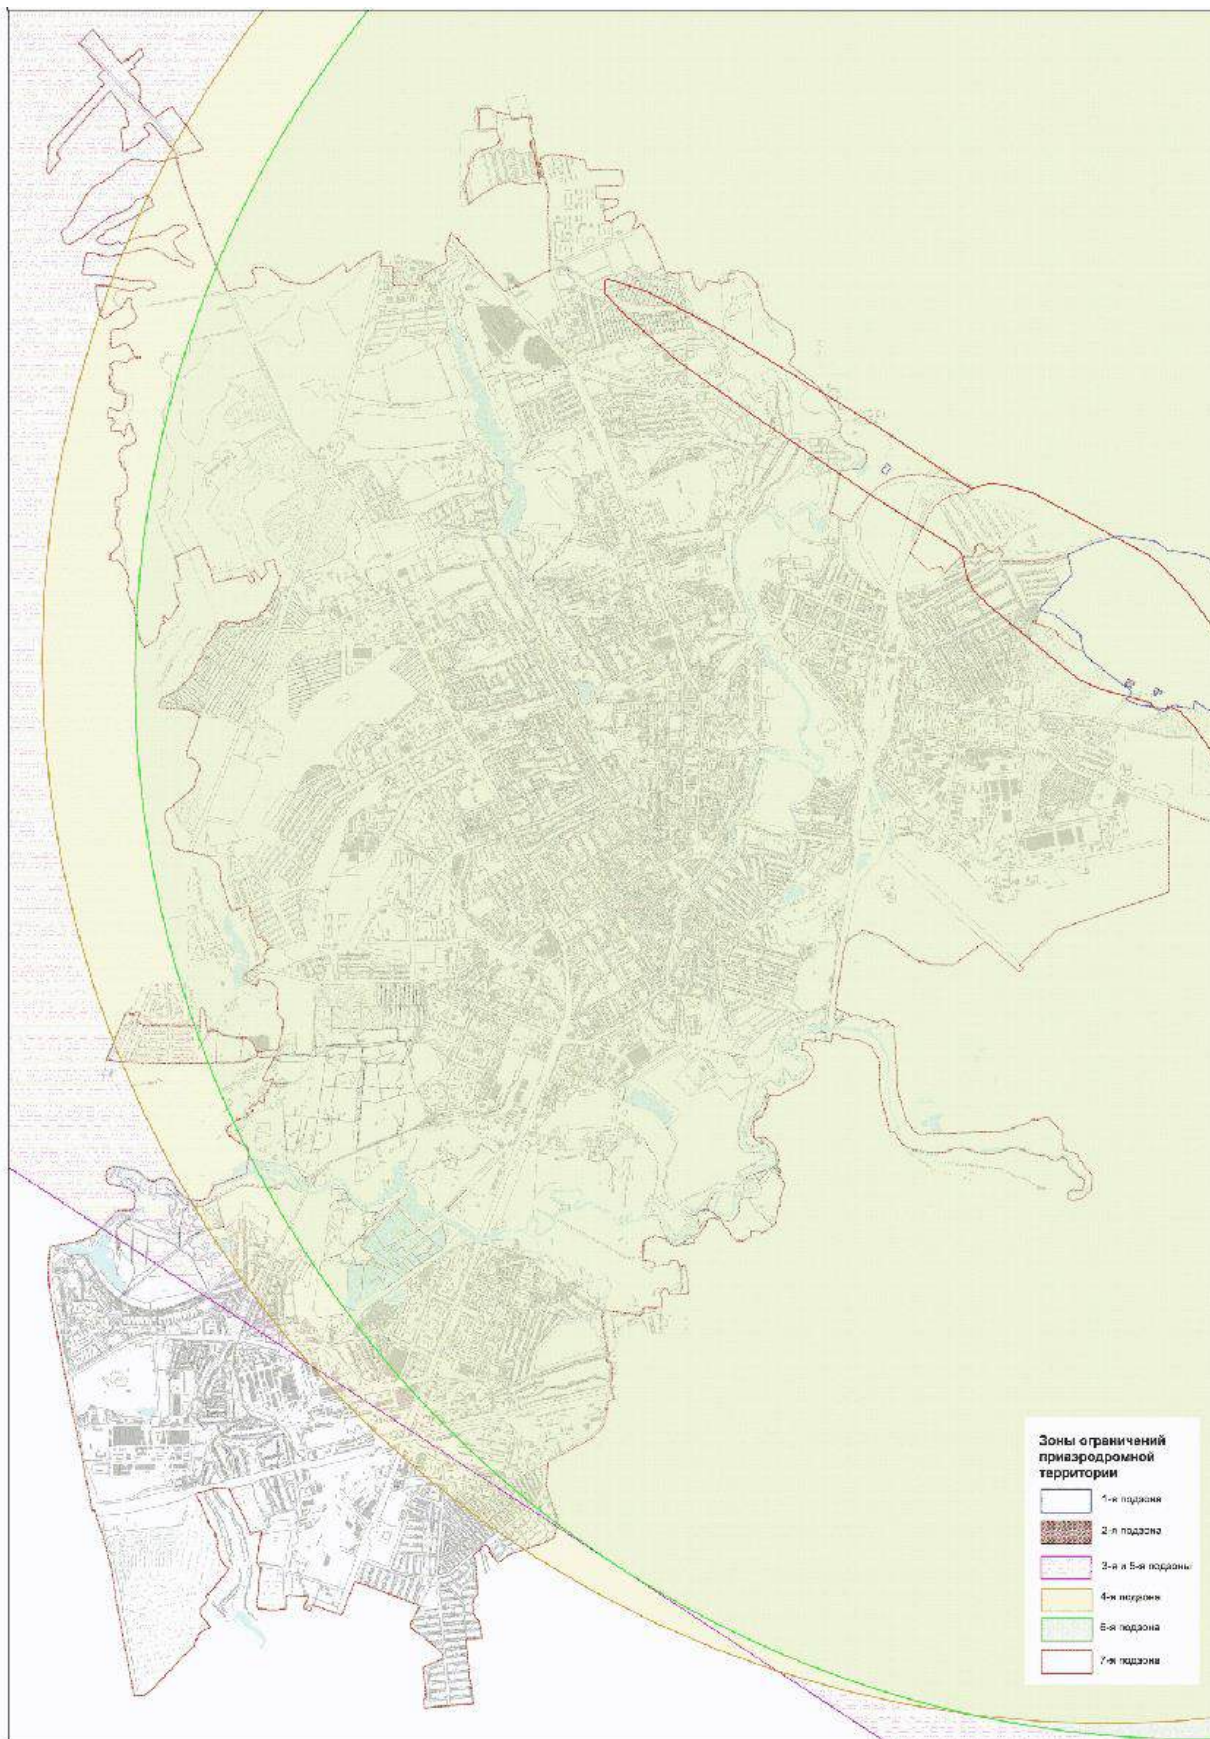 Зоны ограничений
приаэродромной
территории
1-я подзона
2-я подзона
3-я и 5-я подзоны
4-я подзона
6-я подзона
7-я подзона